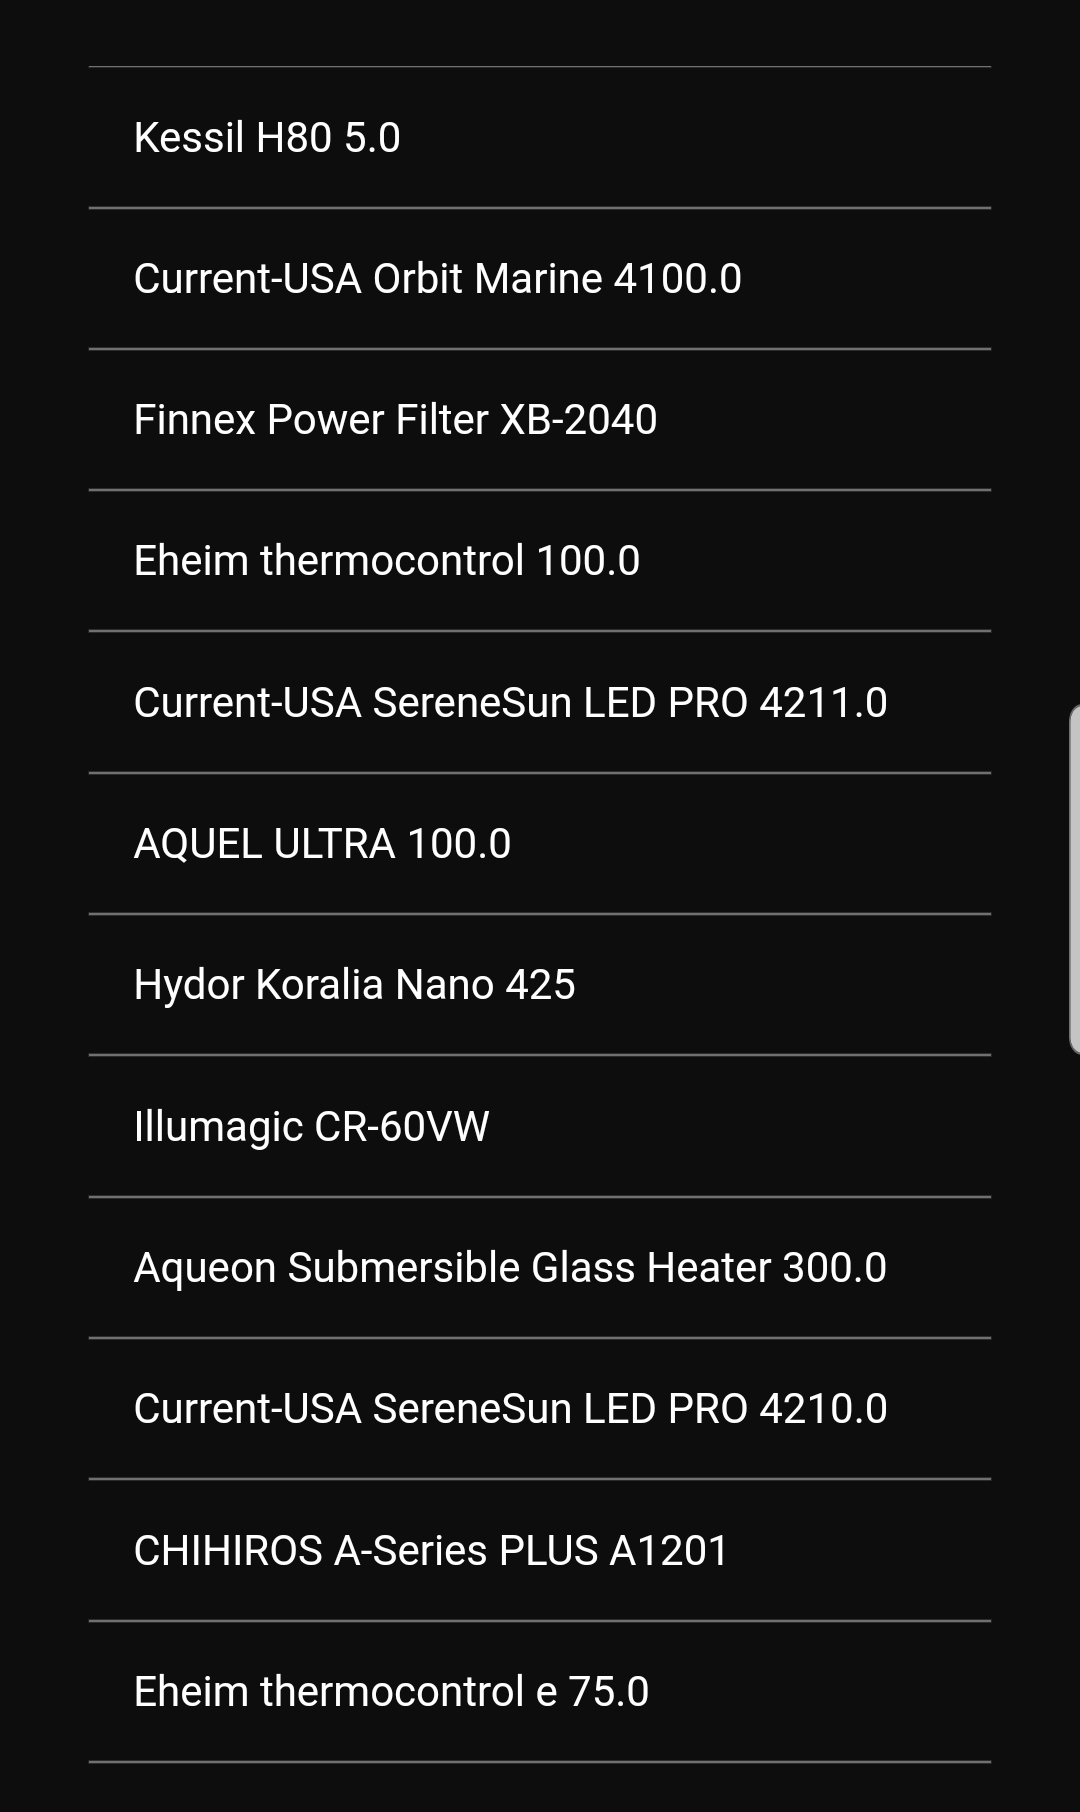 Kessil H80 5.0
Current-USA Orbit Marine 4100.0
Finnex Power Filter XB-2040
Eheim thermocontrol 100.0
Current-USA SereneSun LED PRO 4211.0
AQUEL ULTRA 100.0
Hydor Koralia Nano 425
Illumagic CR-60VW
Aqueon Submersible Glass Heater 300.0
Current-USA SereneSun LED PRO 4210.0
CHIHIROS A-Series PLUS A1201
Eheim thermocontrol e 75.0